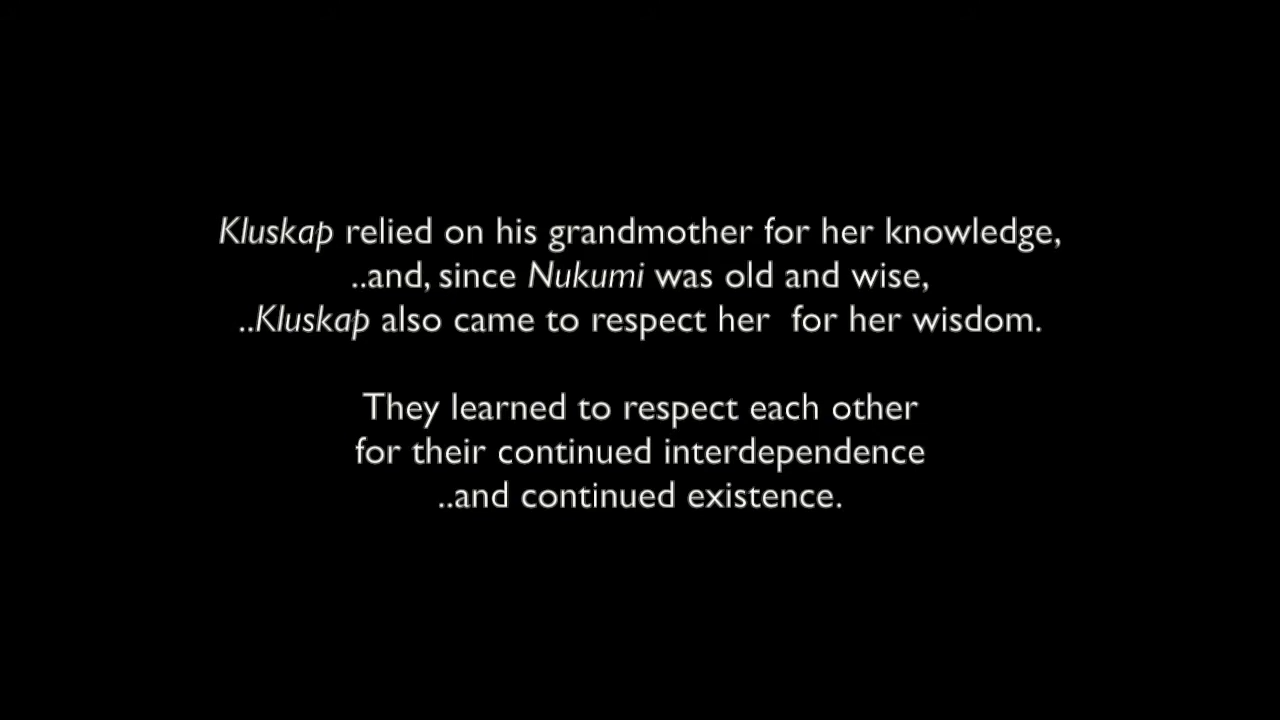 Kluskap relied on his grandmother for her knowledge,
..and, since Nukumi was old and wise,
..Kluskap also came to respect her  for her wisdom.
They learned to respect each other
for their continued interdependence
..and continued existence.